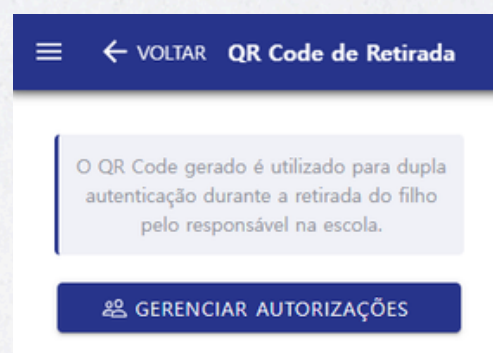 VOLTAR QR Code de Retirada
O QR Code gerado é utilizado para dupla
autenticação durante a retirada do filho
pelo responsável na escola.
GERENCIAR AUTORIZAÇÕES